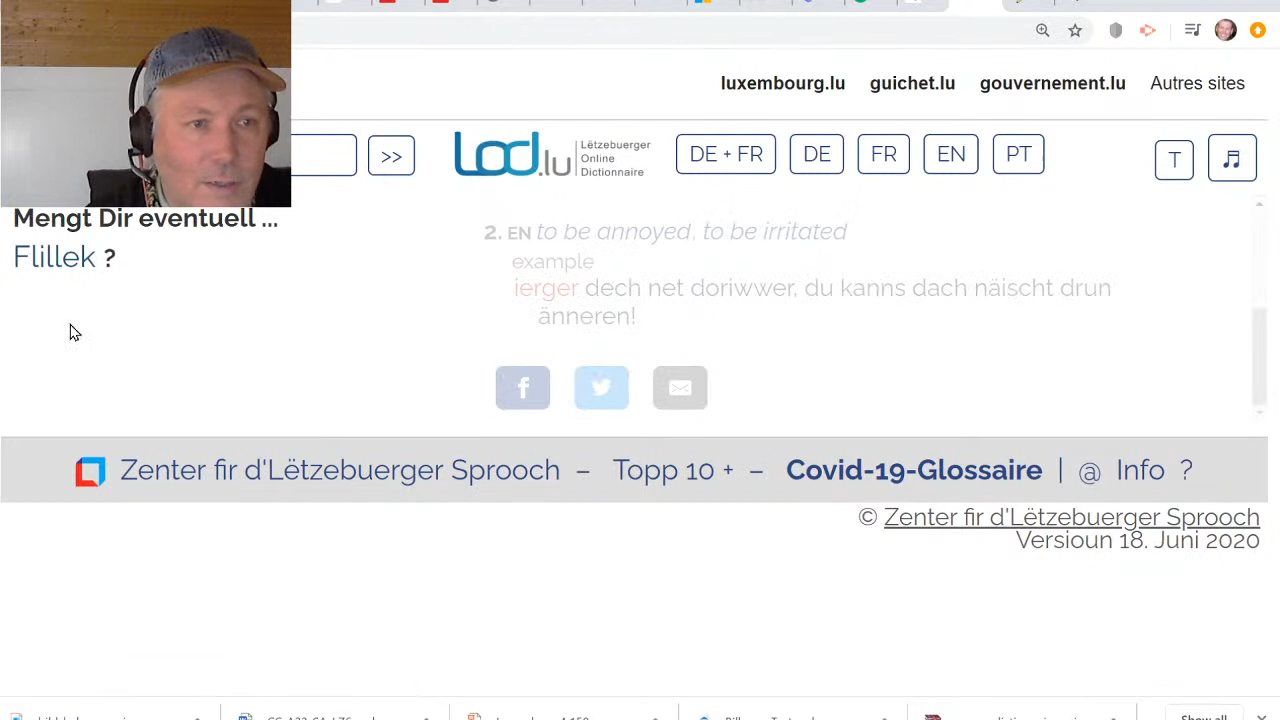 luxembourg.lu guichet.lu gouvernement.lu Autres sites
>>
LOD.lu
Lëtzebuerger
Online
Dictionnaire
DE + FR
DE
FR
EN
PT
T
Mengt Dir eventuell ...
Flillek ?
2. EN to be annoyed, to be irritated
example
ierger dech net doriwwer, du kanns dach näischt drun
änneren!
Zenter fir d'Lëtzebuerger Sprooch – Topp 10 + – Covid-19-Glossaire | @ Info ?
© Zenter fir d'Lëtzebuerger Sprooch
Versioun 18. Juni 2020
Show all